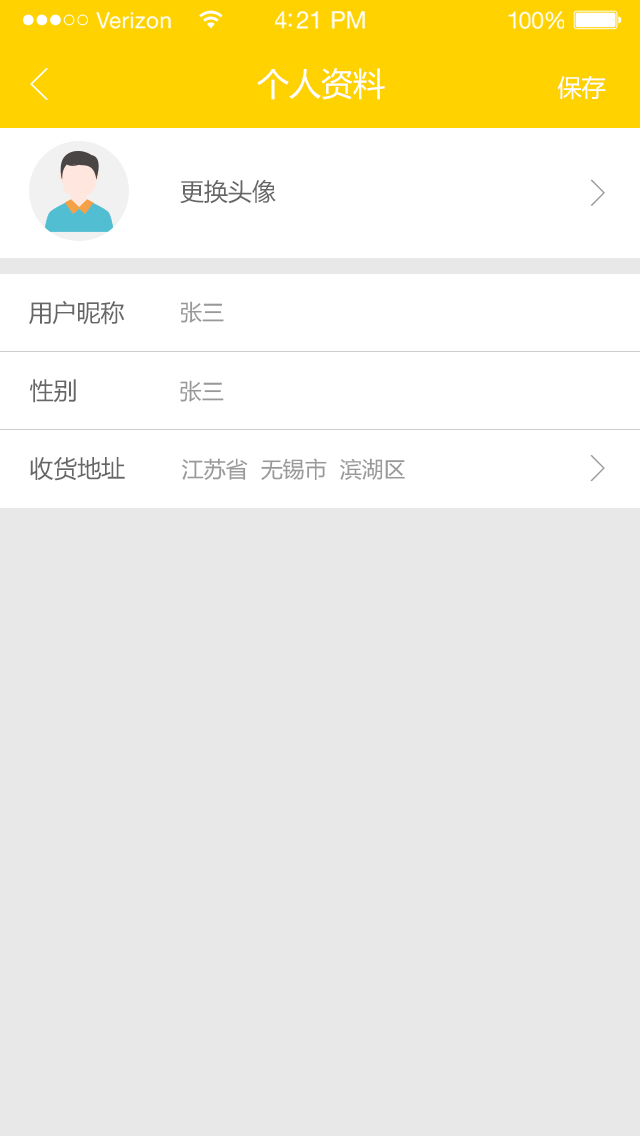 Verizon 4:21 PM 100%
个人资料 保存
更换头像
用户昵称 张三
性别 张三
收货地址 江苏省 无锡市 滨湖区